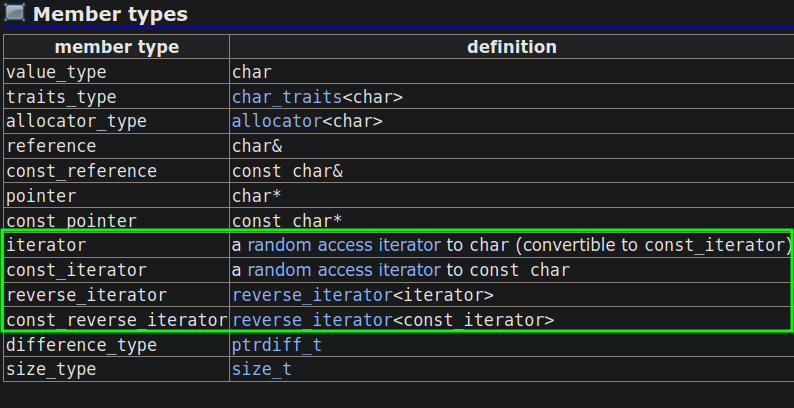 Member types
member type definition
value_type char
traits_type char_traits<char>
allocator_type allocator<char>
reference char&
const_reference const char&
pointer char*
const_pointer const char*
iterator a random access iterator to char (convertible to const_iterator)
const_iterator a random access iterator to const char
reverse_iterator reverse_iterator<iterator>
const_reverse_iterator reverse_iterator<const_iterator>
difference_type ptrdiff_t
size_type size_t